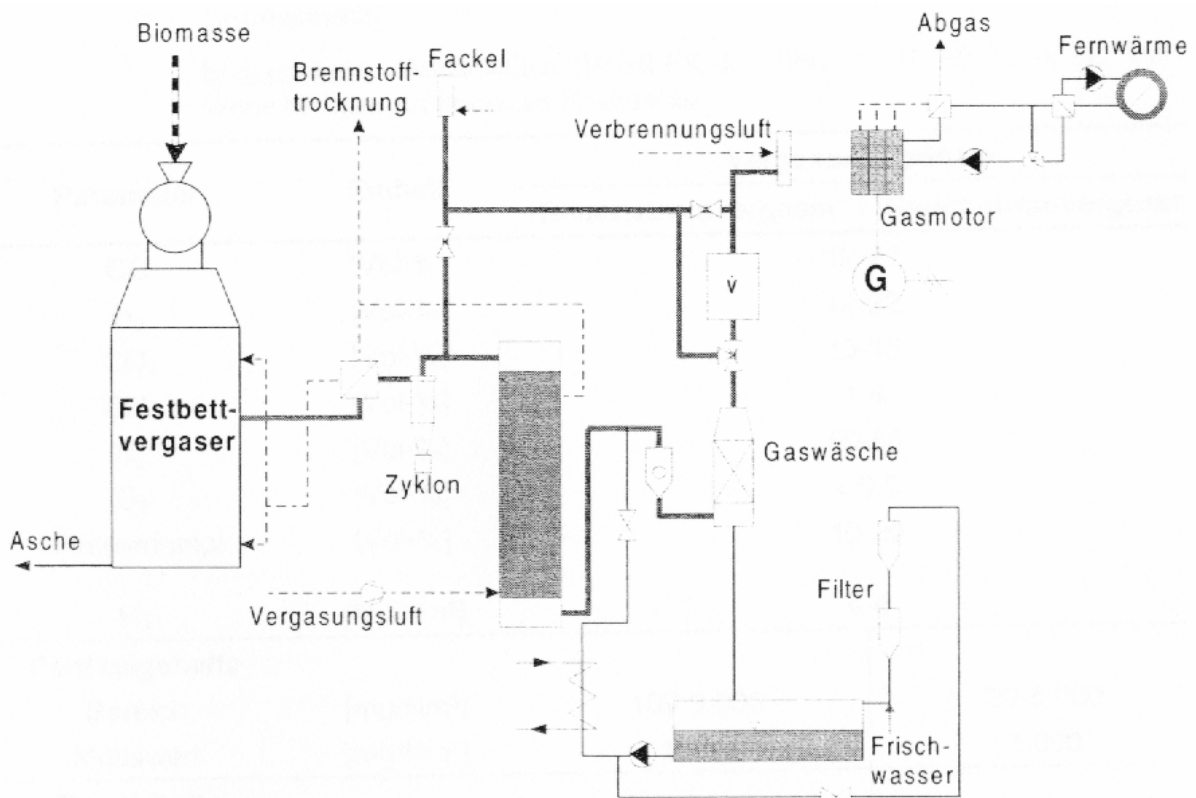 Biomasse
Brennstoff-
trocknung
Fackel
Abgas
Fernwärme
Verbrennungsluft
Gasmotor
G
v
Festbett-
vergaser
Zyklon
Gaswäsche
Asche
Vergasungsluft
Filter
Frisch-
wasser